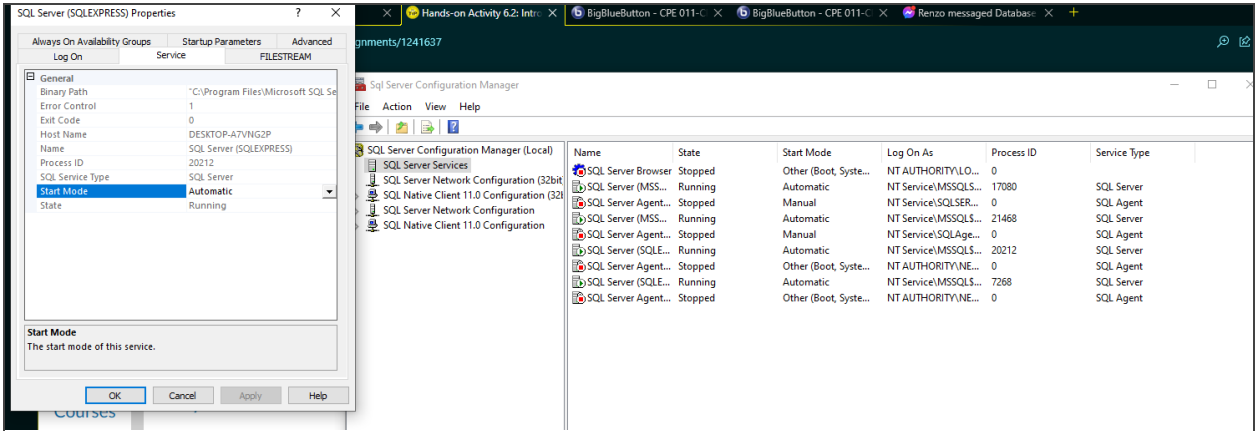 SQL Server (SQLEXPRESS) Properties ? X
Always On Availability Groups Startup Parameters Advanced
Log On Service FILESTREAM
General
Binary Path "C:\Program Files\Microsoft SQL Se
Error Control 1
Exit Code 0
Host Name DESKTOP-A7VNG2P
Name SQL Server (SQLEXPRESS)
Process ID 20212
SQL Service Type SQL Server
Start Mode Automatic
State Running
Start Mode
The start mode of this service.
OK Cancel Apply Help
Courses
Hands-on Activity 6.2: Intro BigBlueButton - CPE 011-C BigBlueButton - CPE 011-C Renzo messaged Database
gnments/1241637
Sql Server Configuration Manager
File Action View Help
SQL Server Configuration Manager (Local)
SQL Server Services
SQL Server Network Configuration (32bit
SQL Native Client 11.0 Configuration (32l
SQL Server Network Configuration
SQL Native Client 11.0 Configuration
Name State Start Mode Log On As Process ID Service Type
SQL Server Browser Stopped Other (Boot, Syste... NT AUTHORITY\LO... 0
SQL Server (MSS... Running Automatic NT Service\MSSQLS... 17080 SQL Server
SQL Server Agent... Stopped Manual NT Service\SQLSER... 0 SQL Agent
SQL Server (MSS... Running Automatic NT Service\MSSQL$... 21468 SQL Server
SQL Server Agent... Stopped Manual NT Service\SQLAge... 0 SQL Agent
SQL Server (SQLE... Running Automatic NT Service\MSSQL$... 20212 SQL Server
SQL Server Agent... Stopped Other (Boot, Syste... NT AUTHORITY\NE... 0 SQL Agent
SQL Server (SQLE... Running Automatic NT Service\MSSQL$... 7268 SQL Server
SQL Server Agent... Stopped Other (Boot, Syste... NT AUTHORITY\NE... 0 SQL Agent